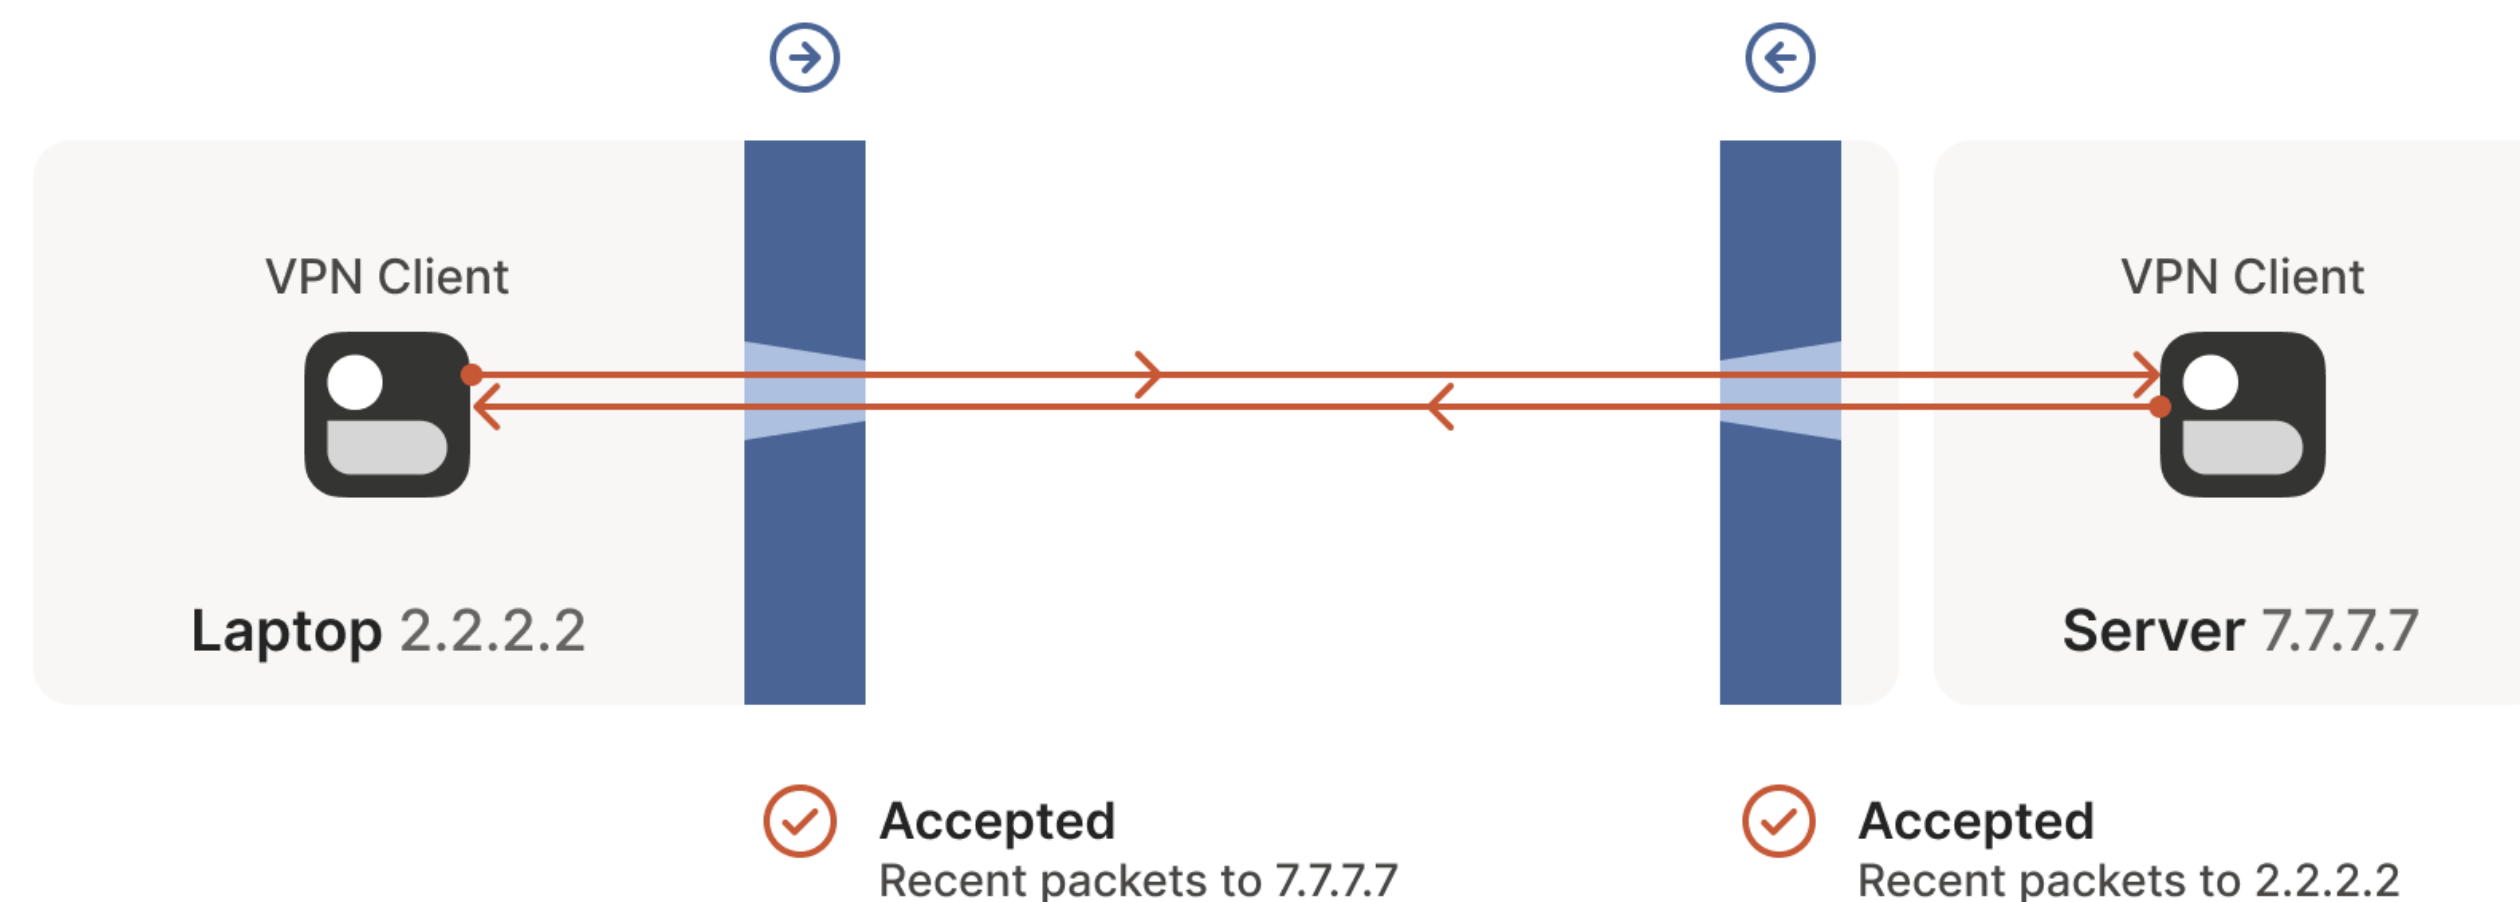 VPN Client
VPN Client
Laptop 2.2.2.2
Server 7.7.7.7
Accepted
Recent packets to 7.7.7.7
Accepted
Recent packets to 2.2.2.2